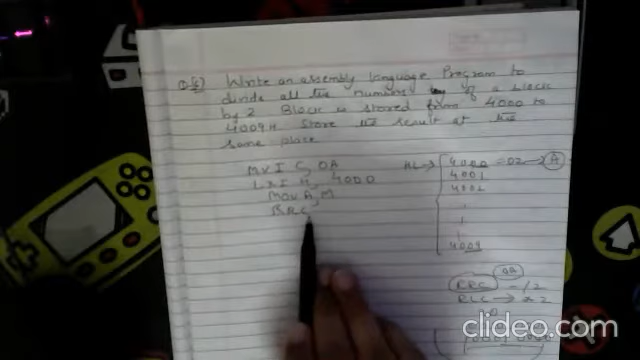 Write an assembly language Program to
divide all the numbers of a block
by 2 Block is stored from 4000 to
4009H Store the result at the
same place
MVI C, 0A
LXI H, 4000
MOV A, M
RRC
HL→ 4000 - 02 → A
4001
4002
4009
0A
RRC - /2
RLC → *2
clideo.com